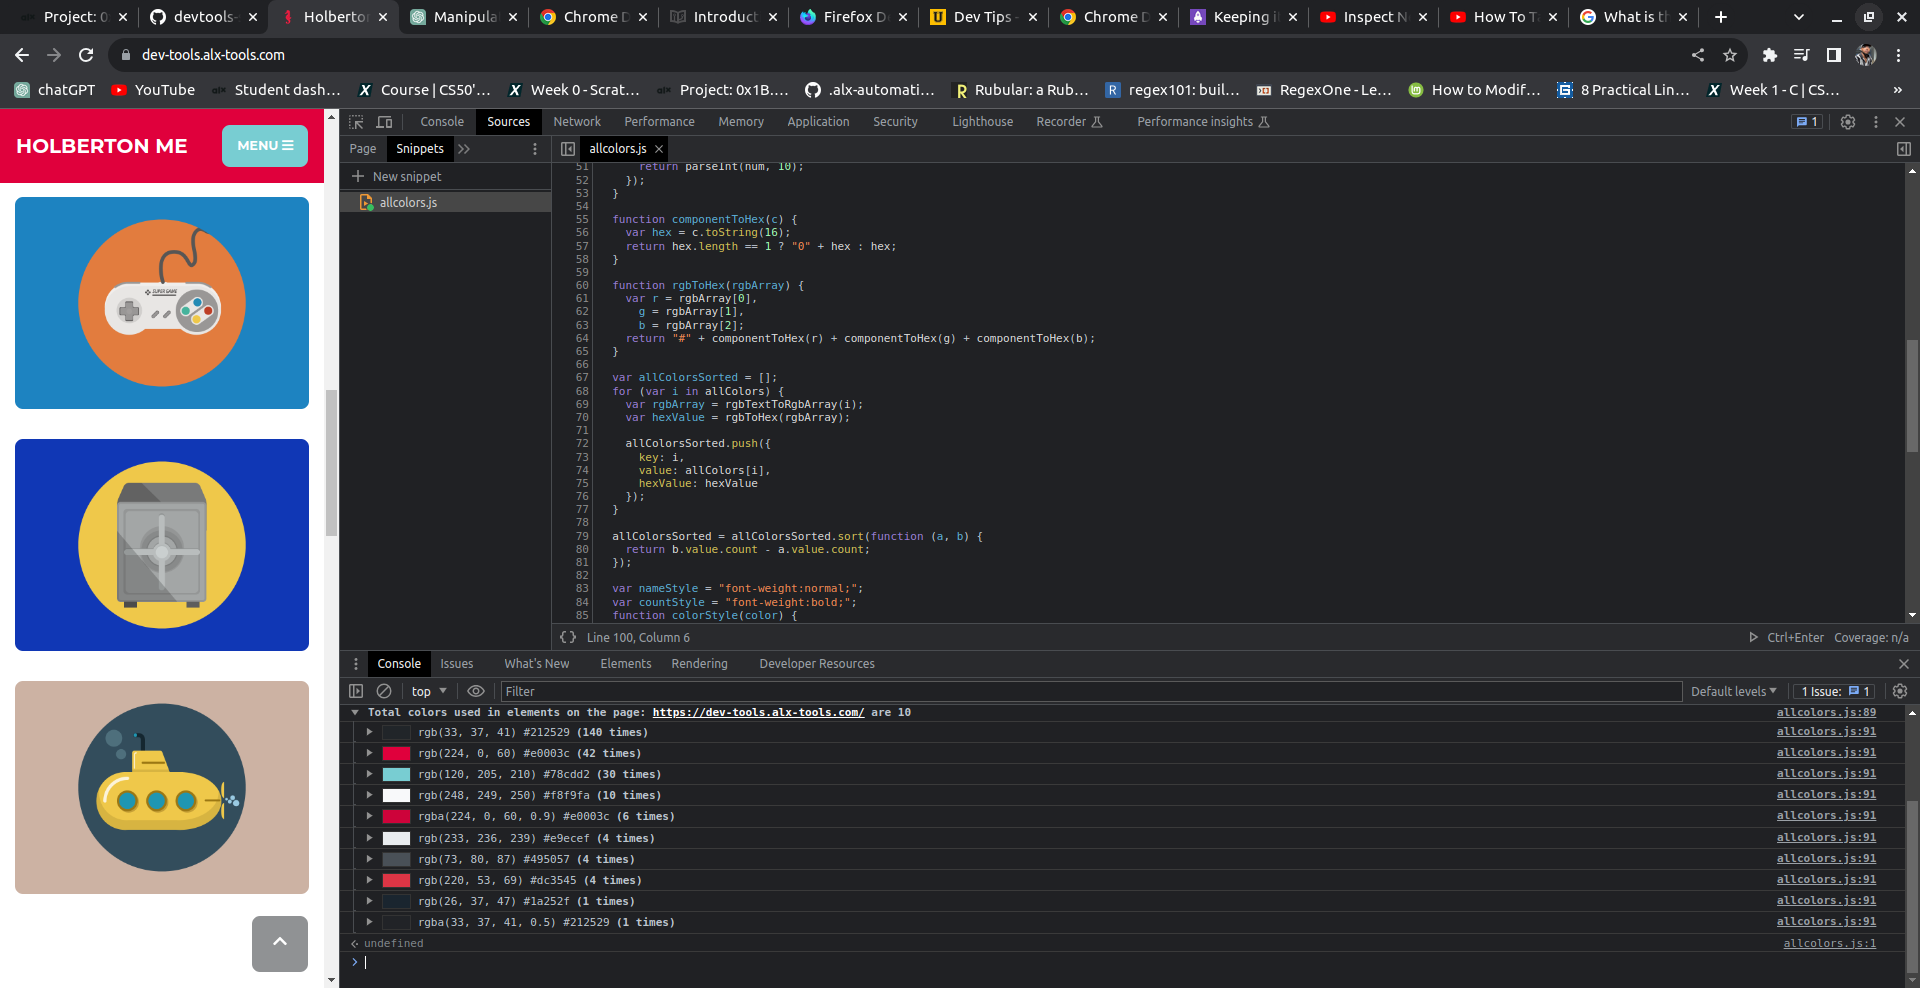 Project: 0
devtools-
Holberton
Manipula
Chrome D
Introduct
Firefox D
Dev Tips -
Chrome D
Keeping i
Inspect N
How To T
What is t
dev-tools.alx-tools.com
chatGPT
YouTube
Student dash...
Course | CS50'...
Week 0 - Scrat...
Project: 0x1B....
.alx-automati...
Rubular: a Rub...
regex101: buil...
RegexOne - Le...
How to Modif...
8 Practical Lin...
Week 1 - C | CS...
»
HOLBERTON ME
MENU
SUPER GAME
Console Sources Network Performance Memory Application Security Lighthouse Recorder Performance insights 1
Page Snippets
allcolors.js
New snippet
allcolors.js
51 return parseInt(num, 10);
52 });
53 }
54
55 function componentToHex(c) {
56 var hex = c.toString(16);
57 return hex.length == 1 ? "0" + hex : hex;
58 }
59
60 function rgbToHex(rgbArray) {
61 var r = rgbArray[0],
62 g = rgbArray[1],
63 b = rgbArray[2];
64 return "#" + componentToHex(r) + componentToHex(g) + componentToHex(b);
65 }
66
67 var allColorsSorted = [];
68 for (var i in allColors) {
69 var rgbArray = rgbTextToRgbArray(i);
70 var hexValue = rgbToHex(rgbArray);
71
72 allColorsSorted.push({
73 key: i,
74 value: allColors[i],
75 hexValue: hexValue
76 });
77 }
78
79 allColorsSorted = allColorsSorted.sort(function (a, b) {
80 return b.value.count - a.value.count;
81 });
82
83 var nameStyle = "font-weight:normal;";
84 var countStyle = "font-weight:bold;";
85 function colorStyle(color) {
{} Line 100, Column 6
Ctrl+Enter Coverage: n/a
Console Issues What's New Elements Rendering Developer Resources
top Filter Default levels 1 Issue: 1
Total colors used in elements on the page: https://dev-tools.alx-tools.com/ are 10 allcolors.js:89
rgb(33, 37, 41) #212529 (140 times) allcolors.js:91
rgb(224, 0, 60) #e0003c (42 times) allcolors.js:91
rgb(120, 205, 210) #78cdd2 (30 times) allcolors.js:91
rgb(248, 249, 250) #f8f9fa (10 times) allcolors.js:91
rgba(224, 0, 60, 0.9) #e0003c (6 times) allcolors.js:91
rgb(233, 236, 239) #e9ecef (4 times) allcolors.js:91
rgb(73, 80, 87) #495057 (4 times) allcolors.js:91
rgb(220, 53, 69) #dc3545 (4 times) allcolors.js:91
rgb(26, 37, 47) #1a252f (1 times) allcolors.js:91
rgba(33, 37, 41, 0.5) #212529 (1 times) allcolors.js:91
undefined allcolors.js:1